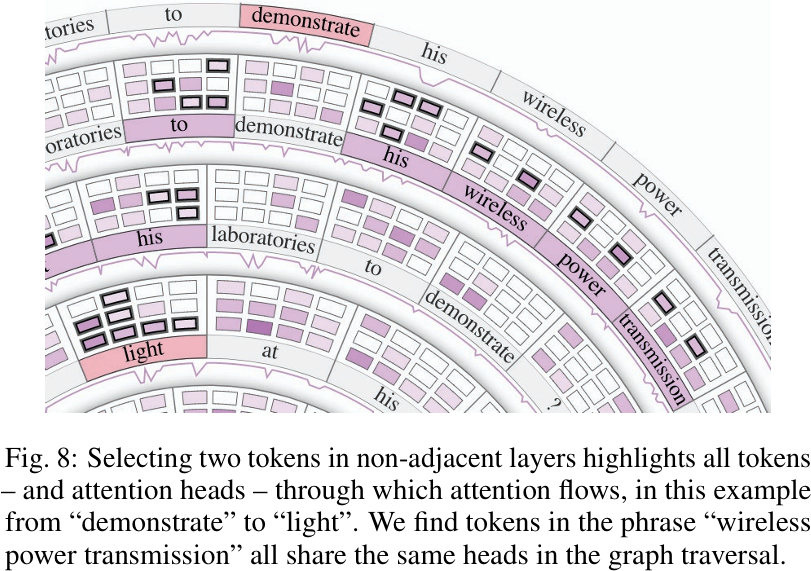 tories to demonstrate his wireless power transmission
oratories to demonstrate his wireless power transmission
his laboratories to demonstrate ?
light at his
Fig. 8: Selecting two tokens in non-adjacent layers highlights all tokens
– and attention heads – through which attention flows, in this example
from “demonstrate” to “light”. We find tokens in the phrase “wireless
power transmission” all share the same heads in the graph traversal.